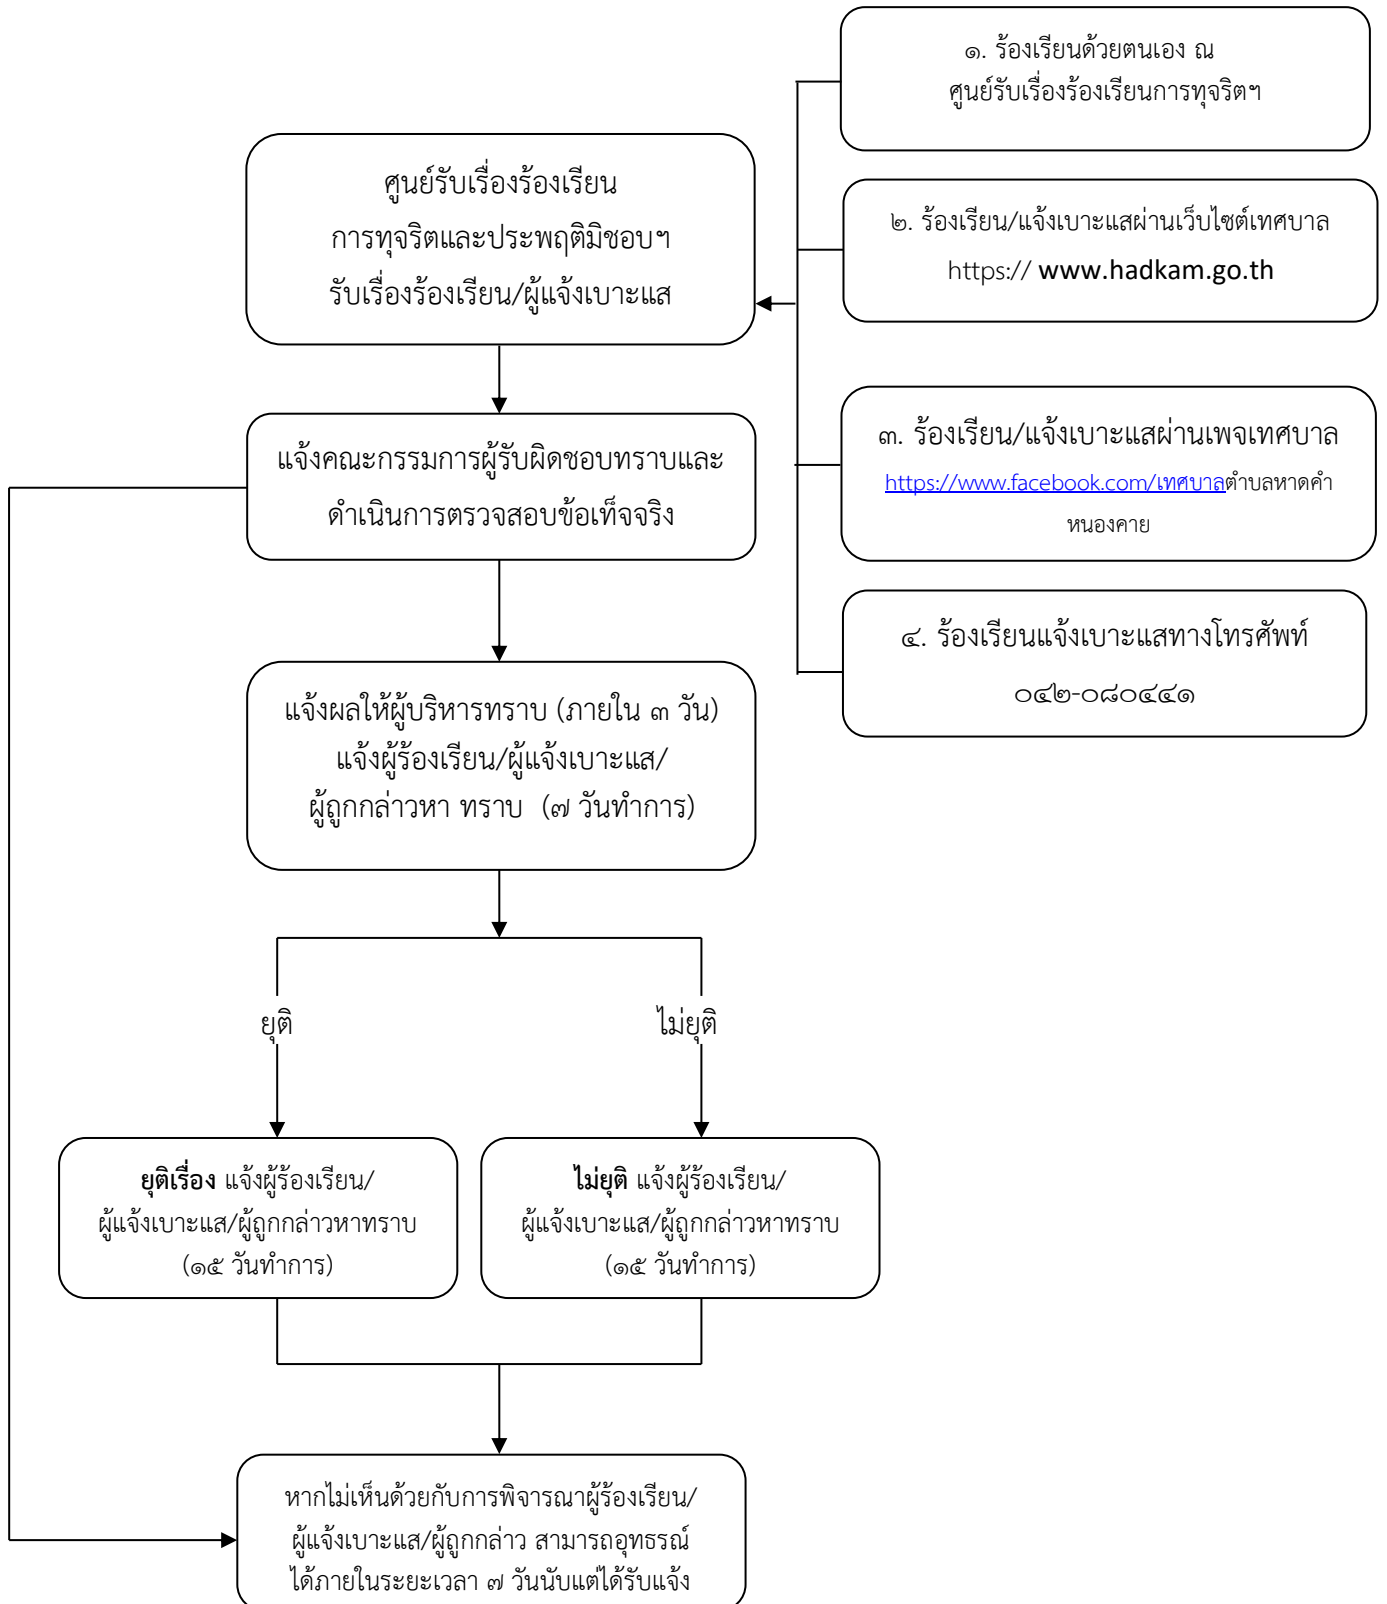 ๑. ร้องเรียนด้วยตนเอง ณ
ศูนย์รับเรื่องร้องเรียนการทุจริตฯ
ศูนย์รับเรื่องร้องเรียน
การทุจริตและประพฤติมิชอบฯ
รับเรื่องร้องเรียน/ผู้แจ้งเบาะแส
๒. ร้องเรียน/แจ้งเบาะแสผ่านเว็บไซต์เทศบาล
https:// www.hadkam.go.th
๓. ร้องเรียน/แจ้งเบาะแสผ่านเพจเทศบาล
https://www.facebook.com/เทศบาลตำบลหาดคำ
หนองคาย
แจ้งคณะกรรมการผู้รับผิดชอบทราบและ
ดำเนินการตรวจสอบข้อเท็จจริง
๔. ร้องเรียนแจ้งเบาะแสทางโทรศัพท์
๐๔๒-๐๘๐๔๔๑
แจ้งผลให้ผู้บริหารทราบ (ภายใน ๓ วัน)
แจ้งผู้ร้องเรียน/ผู้แจ้งเบาะแส/
ผู้ถูกกล่าวหา ทราบ (๗ วันทำการ)
ยุติ
ไม่ยุติ
ยุติเรื่อง แจ้งผู้ร้องเรียน/
ผู้แจ้งเบาะแส/ผู้ถูกกล่าวหาทราบ
(๑๕ วันทำการ)
ไม่ยุติ แจ้งผู้ร้องเรียน/
ผู้แจ้งเบาะแส/ผู้ถูกกล่าวหาทราบ
(๑๕ วันทำการ)
หากไม่เห็นด้วยกับการพิจารณาผู้ร้องเรียน/
ผู้แจ้งเบาะแส/ผู้ถูกกล่าว สามารถอุทธรณ์
ได้ภายในระยะเวลา ๗ วันนับแต่ได้รับแจ้ง